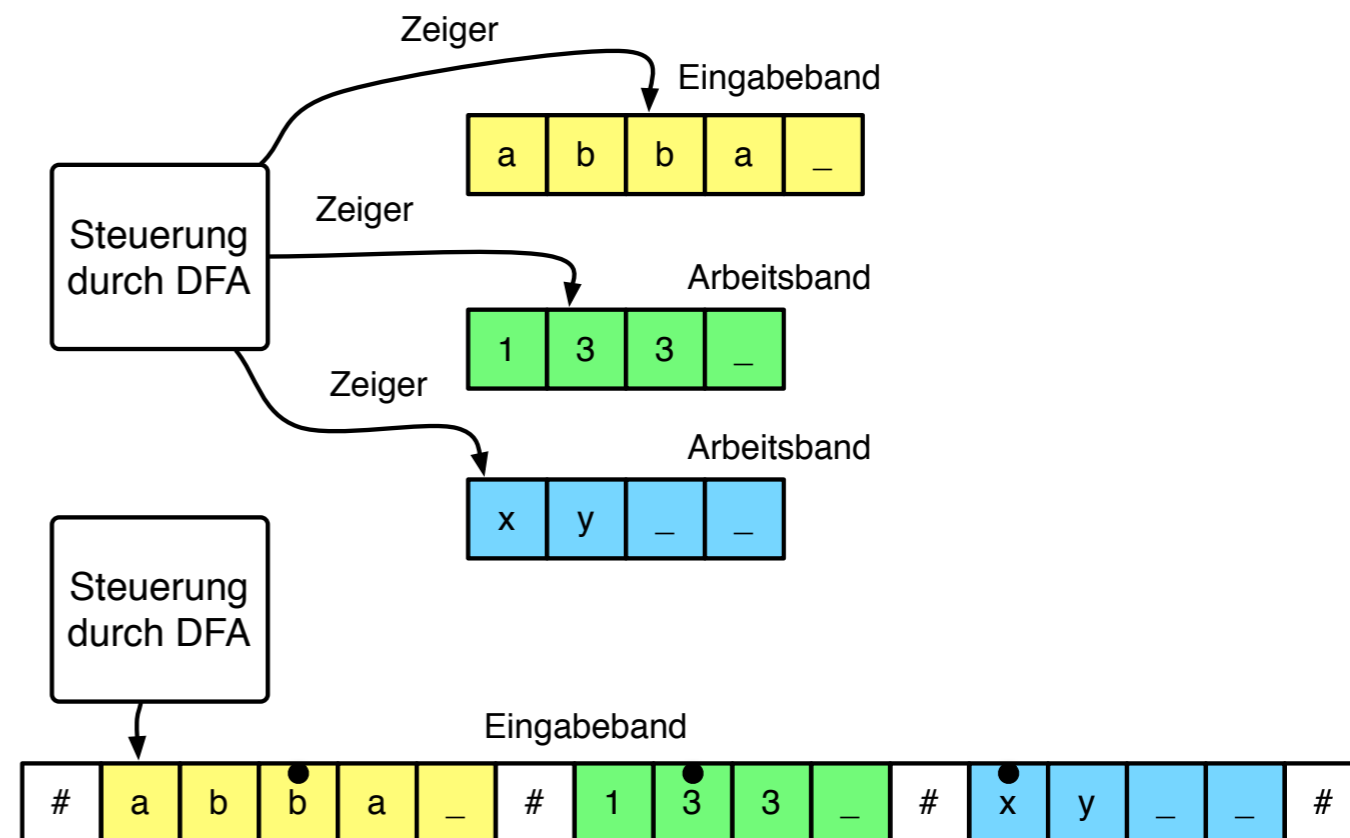 Zeiger
Eingabeband
a b b a _
Steuerung
durch DFA
Zeiger
Arbeitsband
1 3 3 _
Zeiger
Arbeitsband
x y _ _
Steuerung
durch DFA
Eingabeband
# a b b a _ # 1 3 3 _ # x y _ _ #